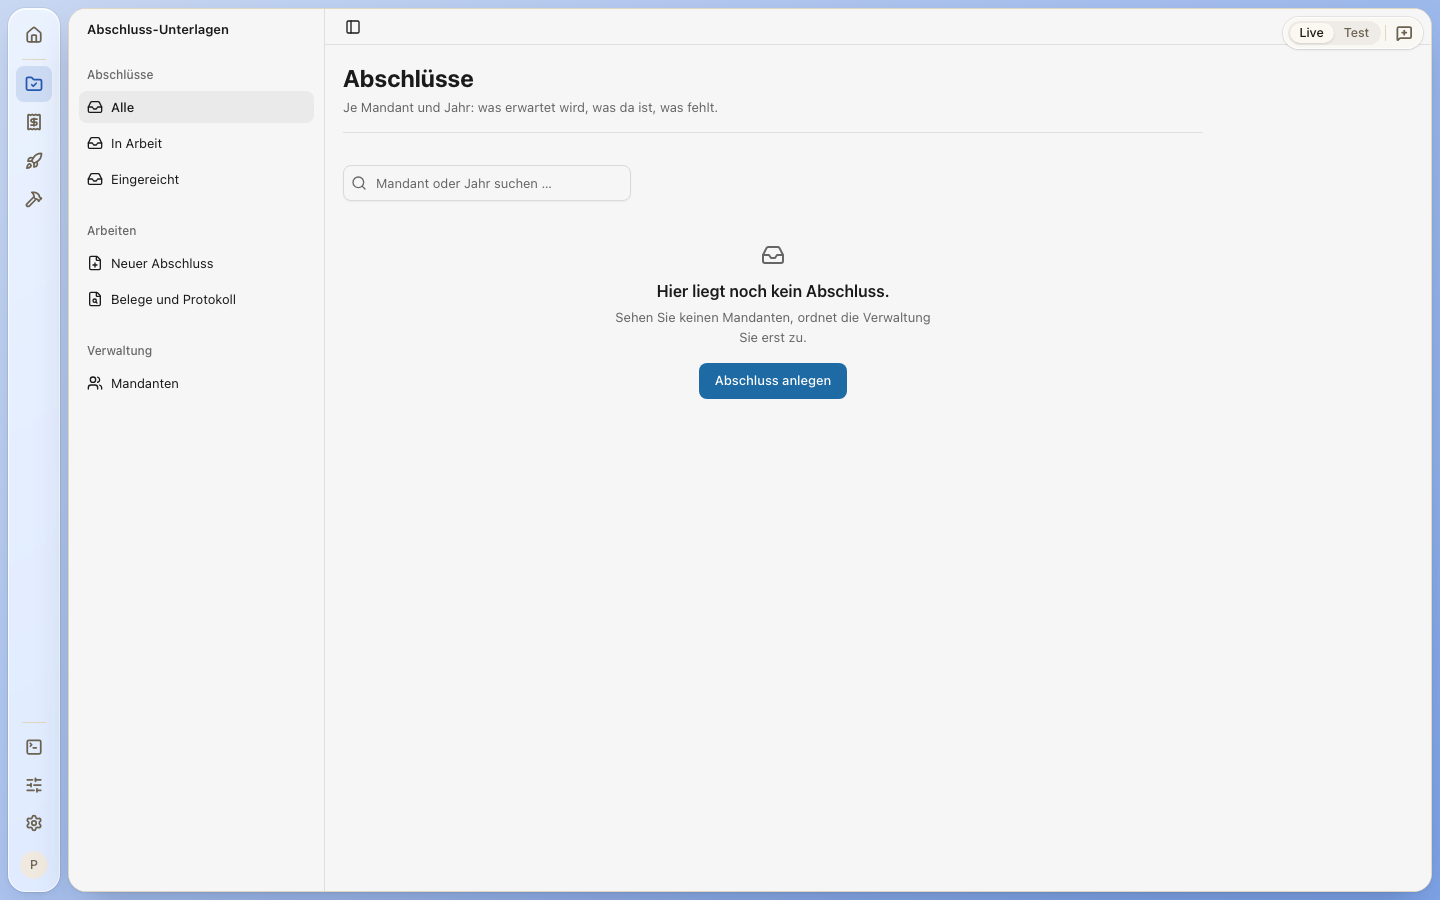 Abschluss-Unterlagen
Abschlüsse
Alle
In Arbeit
Eingereicht
Arbeiten
Neuer Abschluss
Belege und Protokoll
Verwaltung
Mandanten
P
Live
Test
Abschlüsse
Je Mandant und Jahr: was erwartet wird, was da ist, was fehlt.
Mandant oder Jahr suchen ...
Hier liegt noch kein Abschluss.
Sehen Sie keinen Mandanten, ordnet die Verwaltung
Sie erst zu.
Abschluss anlegen